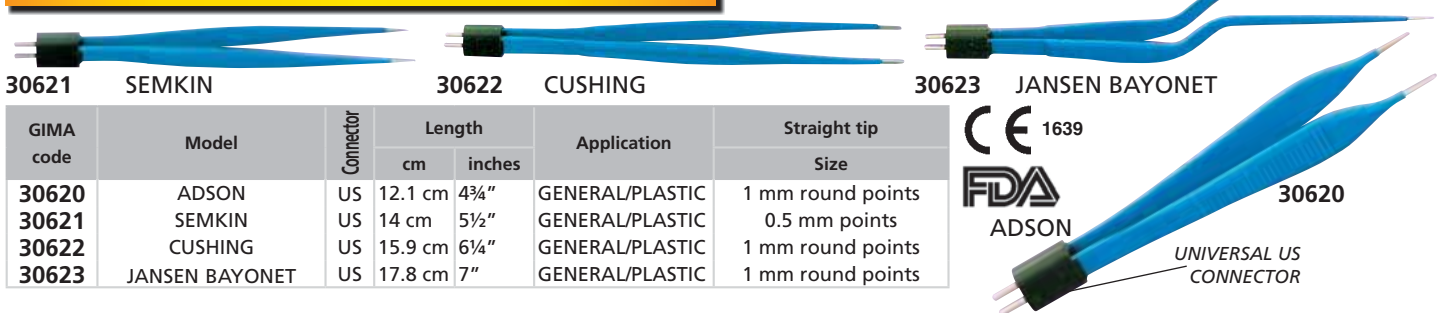 30621 SEMKIN
30622 CUSHING
30623 JANSEN BAYONET
GIMA code Model Connector Length Application Straight tip
cm inches Size
30620 ADSON US 12.1 cm 4¾" GENERAL/PLASTIC 1 mm round points
30621 SEMKIN US 14 cm 5½" GENERAL/PLASTIC 0.5 mm points
30622 CUSHING US 15.9 cm 6¼" GENERAL/PLASTIC 1 mm round points
30623 JANSEN BAYONET US 17.8 cm 7" GENERAL/PLASTIC 1 mm round points
CE 1639
FDA
ADSON
30620
UNIVERSAL US
CONNECTOR